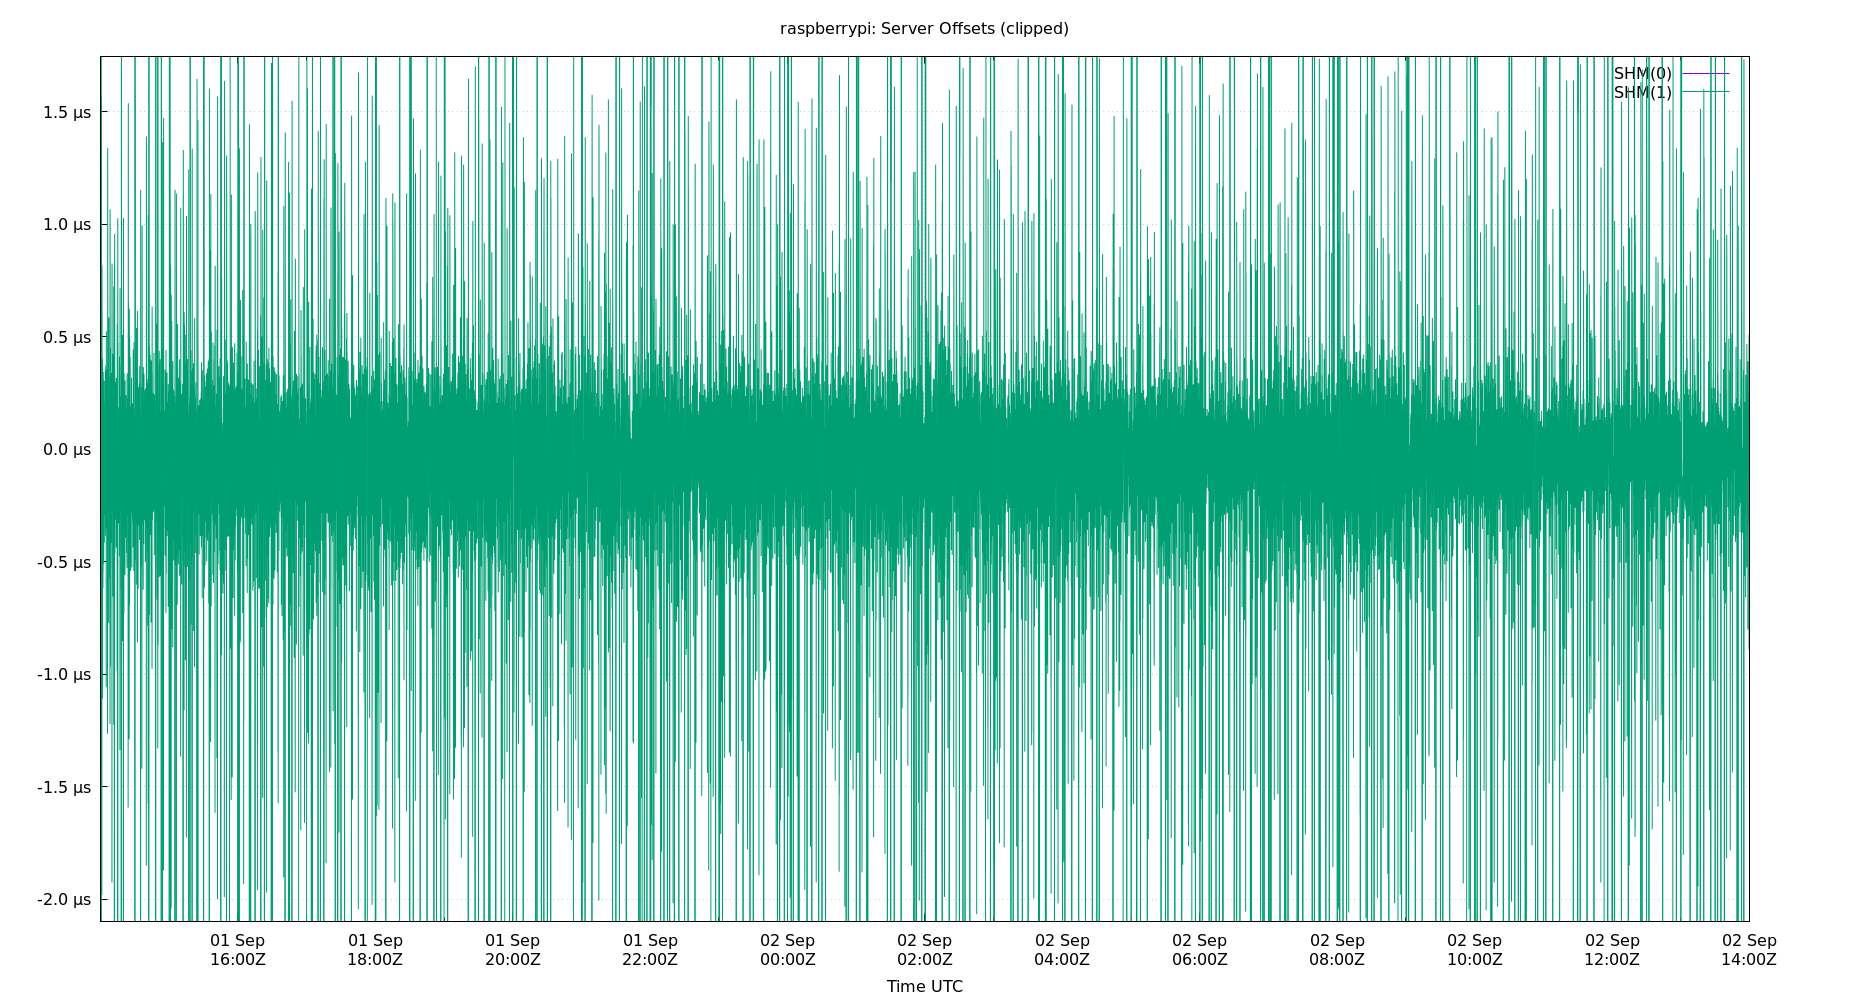 raspberrypi: Server Offsets (clipped)
SHM(0)
SHM(1)
1.5 µs
1.0 µs
0.5 µs
0.0 µs
-0.5 µs
-1.0 µs
-1.5 µs
-2.0 µs
01 Sep 01 Sep 01 Sep 01 Sep 02 Sep 02 Sep 02 Sep 02 Sep 02 Sep 02 Sep 02 Sep 02 Sep
16:00Z 18:00Z 20:00Z 22:00Z 00:00Z 02:00Z 04:00Z 06:00Z 08:00Z 10:00Z 12:00Z 14:00Z
Time UTC